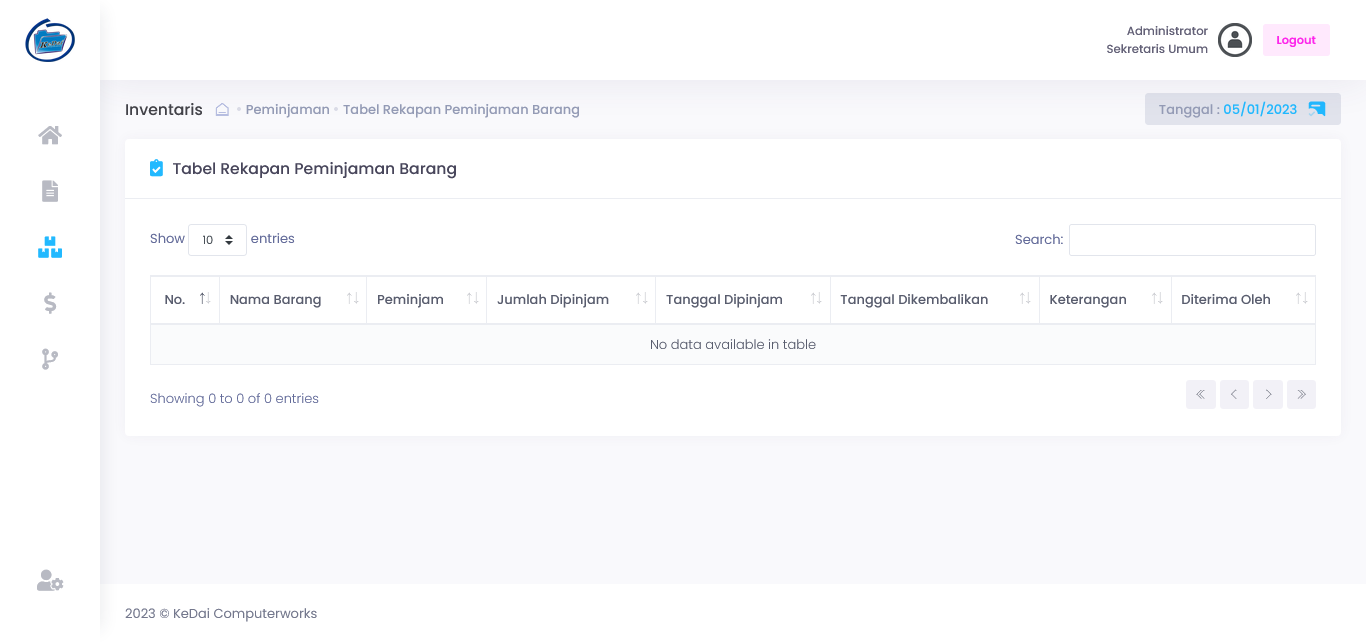 Administrator
Sekretaris Umum
Logout
Inventaris • Peminjaman • Tabel Rekapan Peminjaman Barang
Tanggal : 05/01/2023
Tabel Rekapan Peminjaman Barang
Show 10 entries
Search:
No. Nama Barang Peminjam Jumlah Dipinjam Tanggal Dipinjam Tanggal Dikembalikan Keterangan Diterima Oleh
No data available in table
Showing 0 to 0 of 0 entries
2023 © KeDai Computerworks